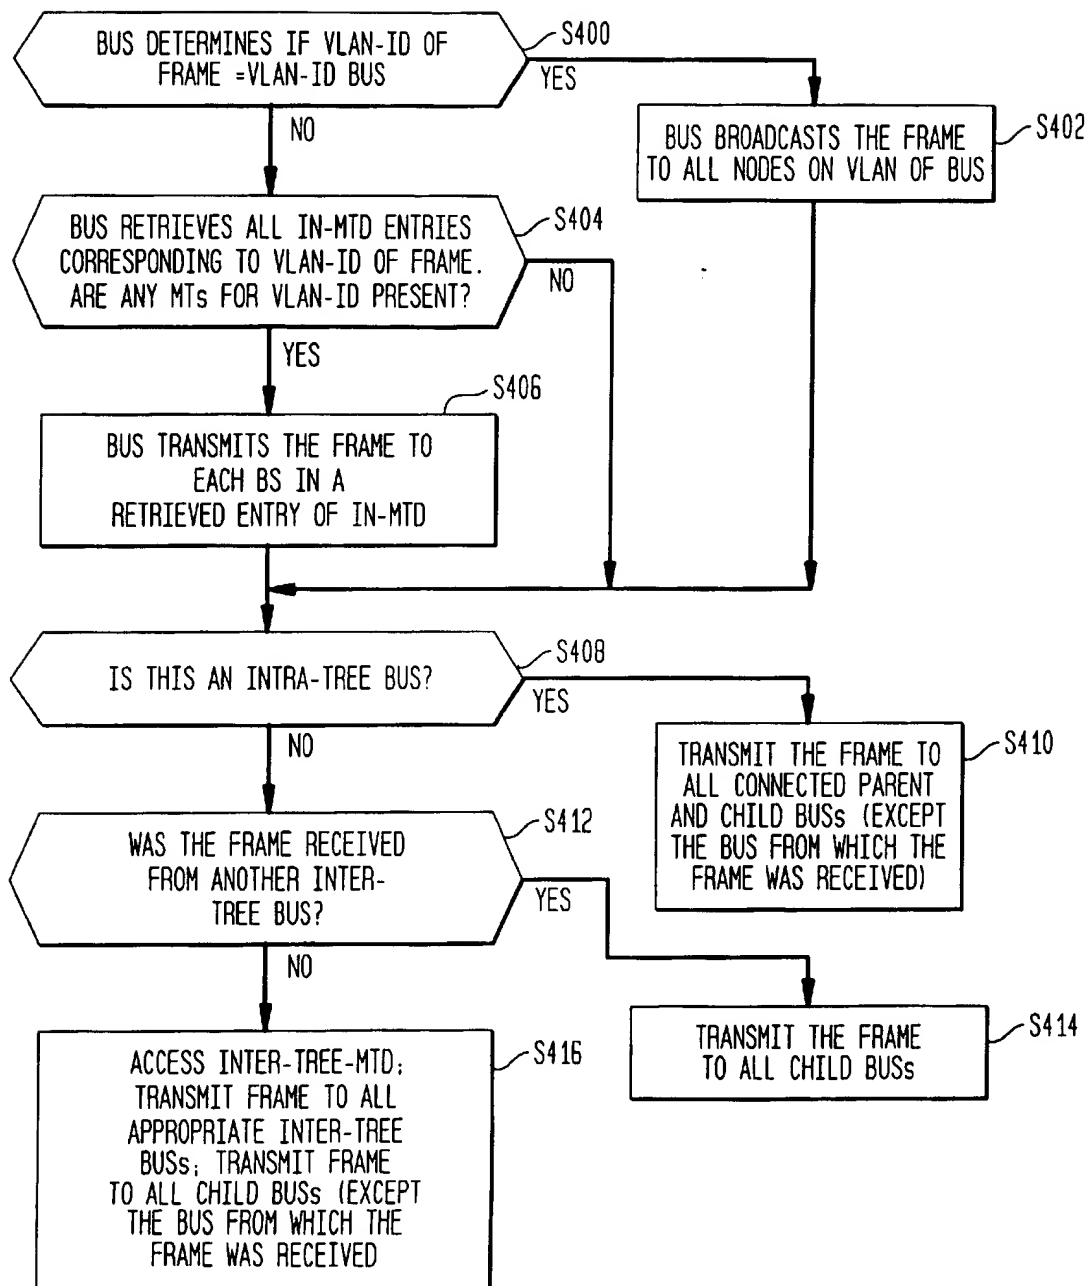 BUS DETERMINES IF VLAN-ID OF
FRAME =VLAN-ID BUS
S400
YES
NO
BUS BROADCASTS THE FRAME
TO ALL NODES ON VLAN OF BUS
S402
BUS RETRIEVES ALL IN-MTD ENTRIES
CORRESPONDING TO VLAN-ID OF FRAME.
ARE ANY MTs FOR VLAN-ID PRESENT?
S404
NO
YES
S406
BUS TRANSMITS THE FRAME TO
EACH BS IN A
RETRIEVED ENTRY OF IN-MTD
IS THIS AN INTRA-TREE BUS?
S408
YES
NO
TRANSMIT THE FRAME TO
ALL CONNECTED PARENT
AND CHILD BUSs (EXCEPT
THE BUS FROM WHICH THE
FRAME WAS RECEIVED)
S410
WAS THE FRAME RECEIVED
FROM ANOTHER INTER-
TREE BUS?
S412
YES
NO
TRANSMIT THE FRAME
TO ALL CHILD BUSs
S414
ACCESS INTER-TREE-MTD;
TRANSMIT FRAME TO ALL
APPROPRIATE INTER-TREE
BUSs; TRANSMIT FRAME
TO ALL CHILD BUSs (EXCEPT
THE BUS FROM WHICH THE
FRAME WAS RECEIVED
S416